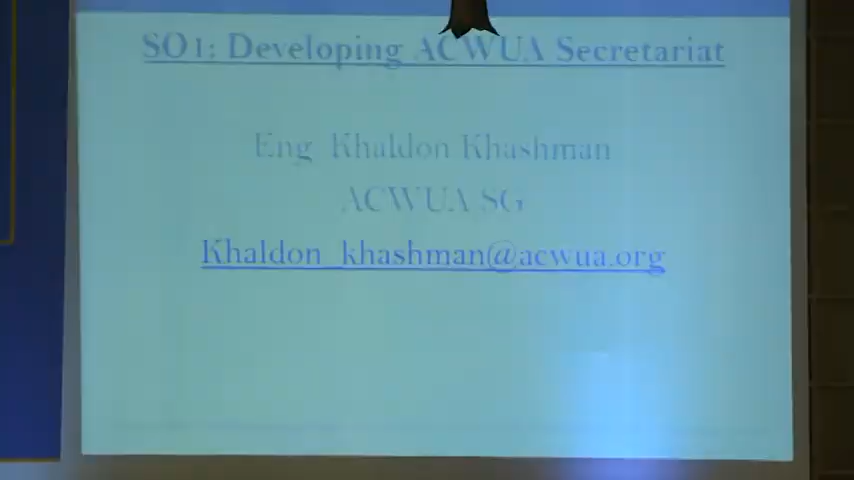 SO1: Developing ACWUA Secretariat
Eng Khaldon Khashman
ACWUA SG
Khaldon_khashman@acwua.org